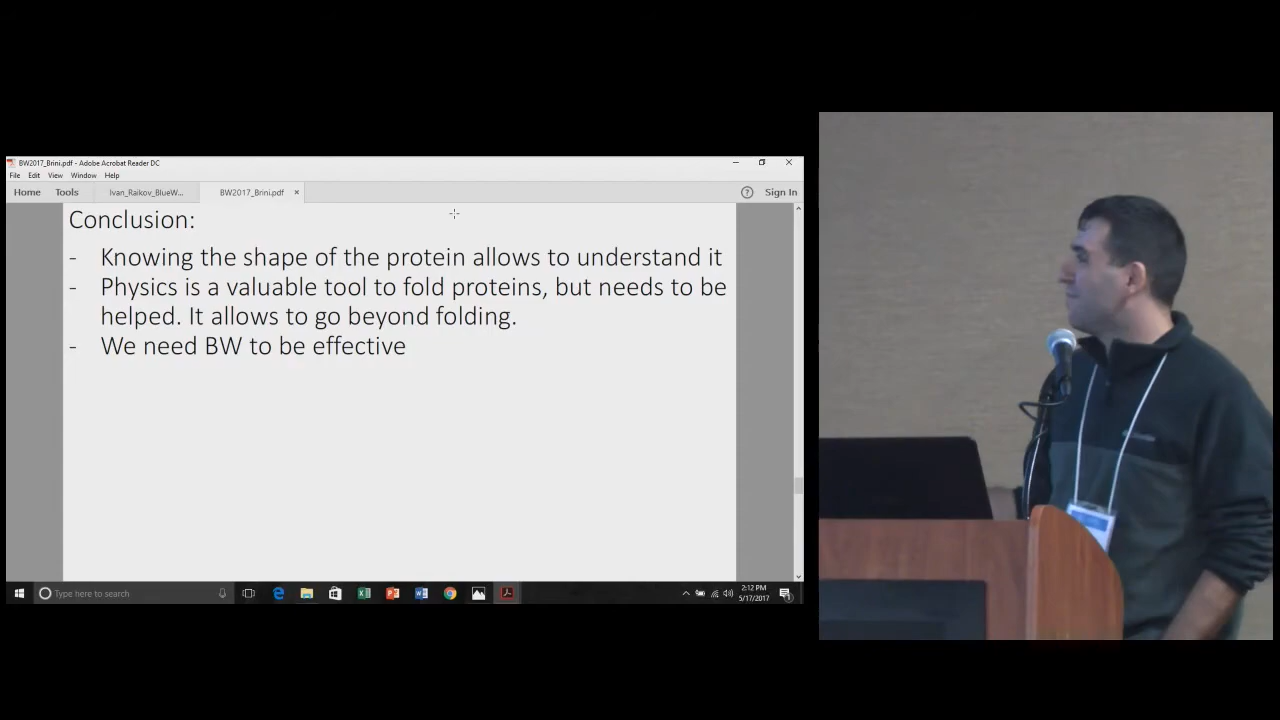 BW2017_Brini.pdf - Adobe Acrobat Reader DC
File Edit View Window Help
Home Tools Ivan_Raikov_BlueW... BW2017_Brini.pdf × ? Sign In
Conclusion:
- Knowing the shape of the protein allows to understand it
- Physics is a valuable tool to fold proteins, but needs to be
helped. It allows to go beyond folding.
- We need BW to be effective
Type here to search
2:12 PM
5/17/2017